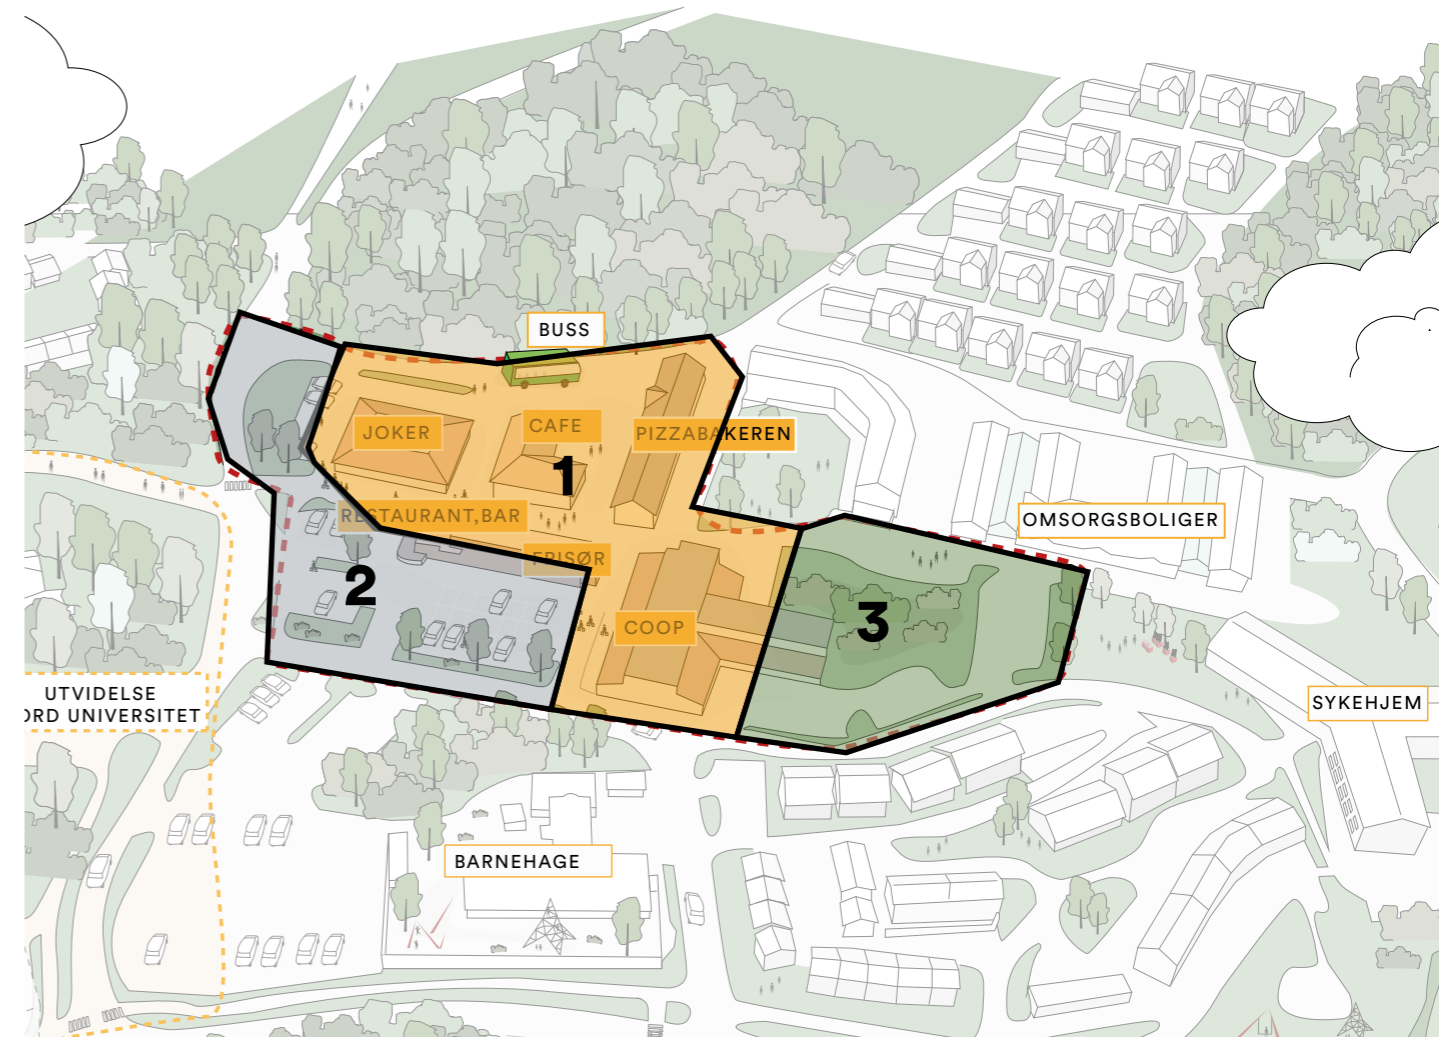 BUSS
JOKER
CAFE
PIZZABAKEREN
1
RESTAURANT,BAR
OMSORGSBOLIGER
FRISØR
2
3
COOP
UTVIDELSE
ORD UNIVERSITET
SYKEHJEM
BARNEHAGE